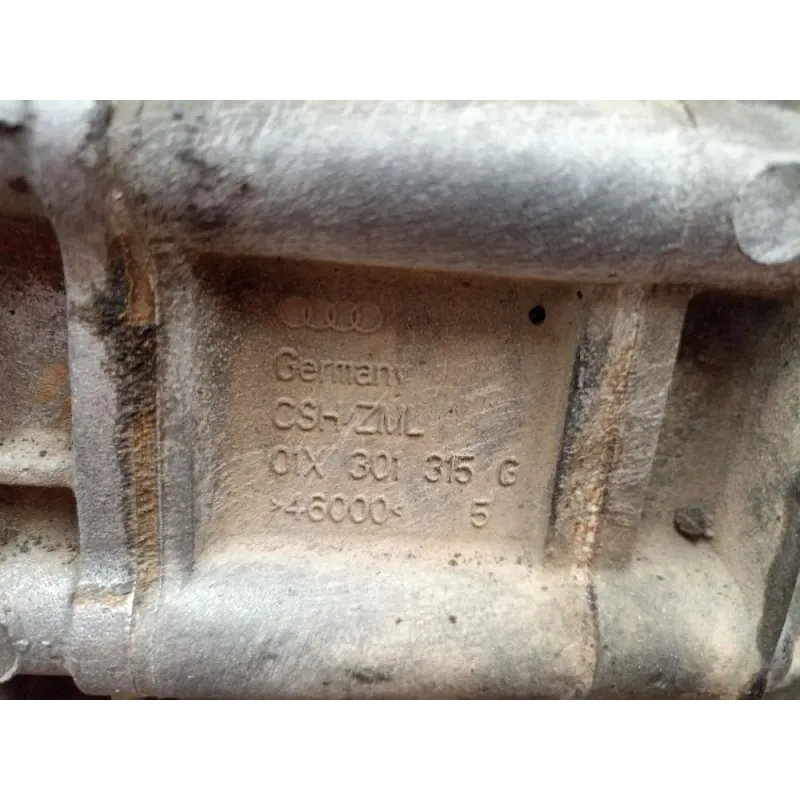 Germany
CSH/ZML
01X 301 315 G
>46000< 5